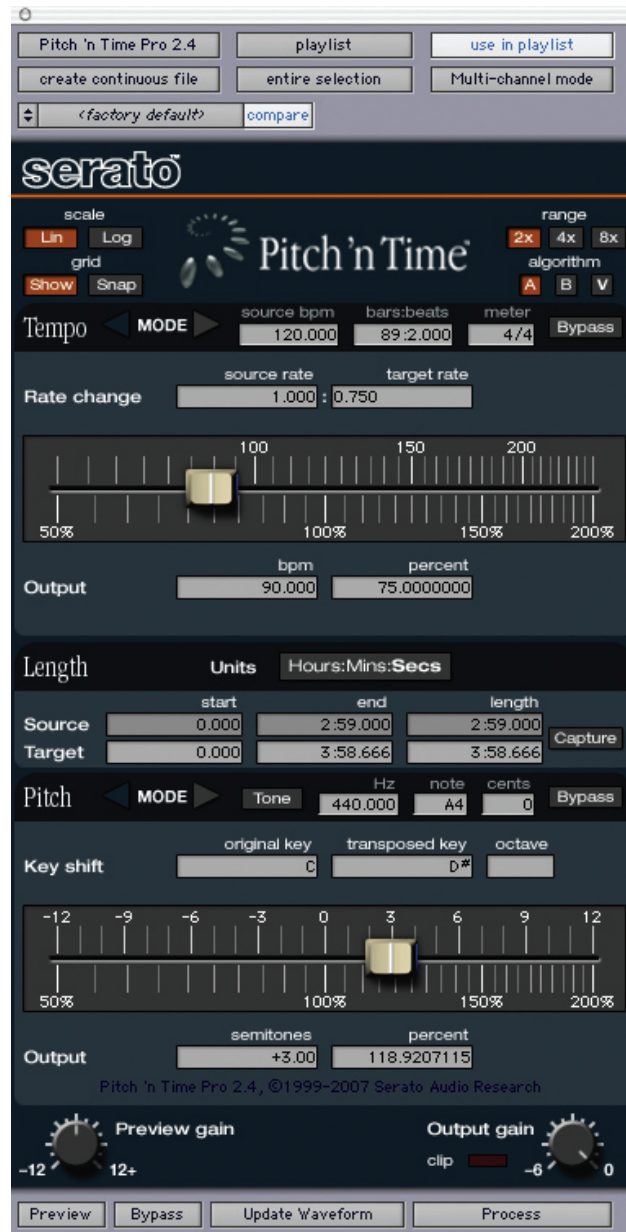 Pitch 'n Time Pro 2.4 playlist use in playlist
create continuous file entire selection Multi-channel mode
<factory default> compare
serato
scale range
Lin Log Pitch 'n Time 2x 4x 8x
grid algorithm
Show Snap A B V
source bpm bars:beats meter
Tempo MODE 120.000 89:2.000 4/4 Bypass
source rate target rate
Rate change 1.000 : 0.750
100 150 200
50% 100% 150% 200%
bpm percent
Output 90.000 75.0000000
Length Units Hours:Mins:Secs
start end length
Source 0.000 2:59.000 2:59.000
Target 0.000 3:58.666 3:58.666 Capture
Hz note cents
Pitch MODE Tone 440.000 A4 0 Bypass
original key transposed key octave
Key shift C D#
-12 -9 -6 -3 0 3 6 9 12
50% 100% 150% 200%
semitones percent
Output +3.00 118.9207115
Pitch 'n Time Pro 2.4, ©1999-2007 Serato Audio Research
Preview gain Output gain
clip
-12 12+ -6 0
Preview Bypass Update Waveform Process